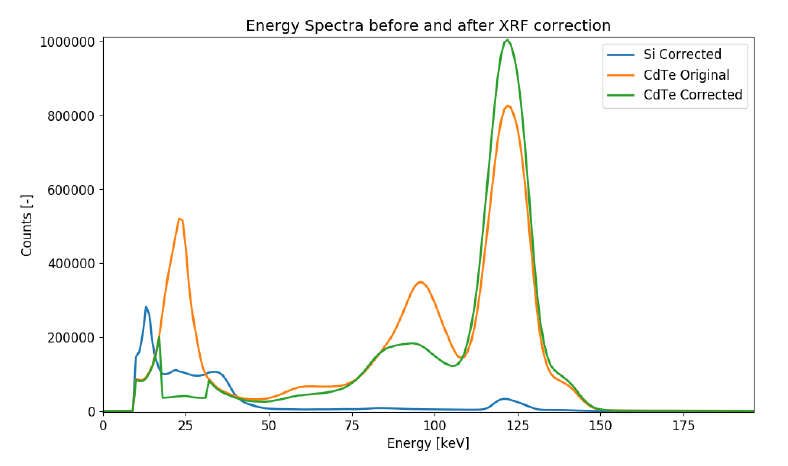 Energy Spectra before and after XRF correction
Si Corrected
CdTe Original
CdTe Corrected
Counts [-]
1000000
800000
600000
400000
200000
0
0 25 50 75 100 125 150 175
Energy [keV]